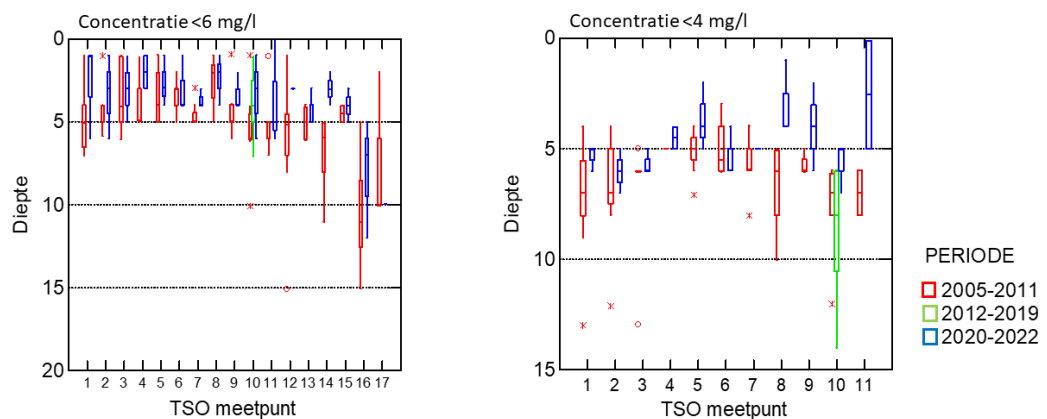 Concentratie <6 mg/l
Diepte
0
5
10
15
20
1 2 3 4 5 6 7 8 9 10 11 12 13 14 15 16 17
TSO meetpunt
Concentratie <4 mg/l
Diepte
0
5
10
15
1 2 3 4 5 6 7 8 9 10 11
TSO meetpunt
PERIODE
2005-2011
2012-2019
2020-2022